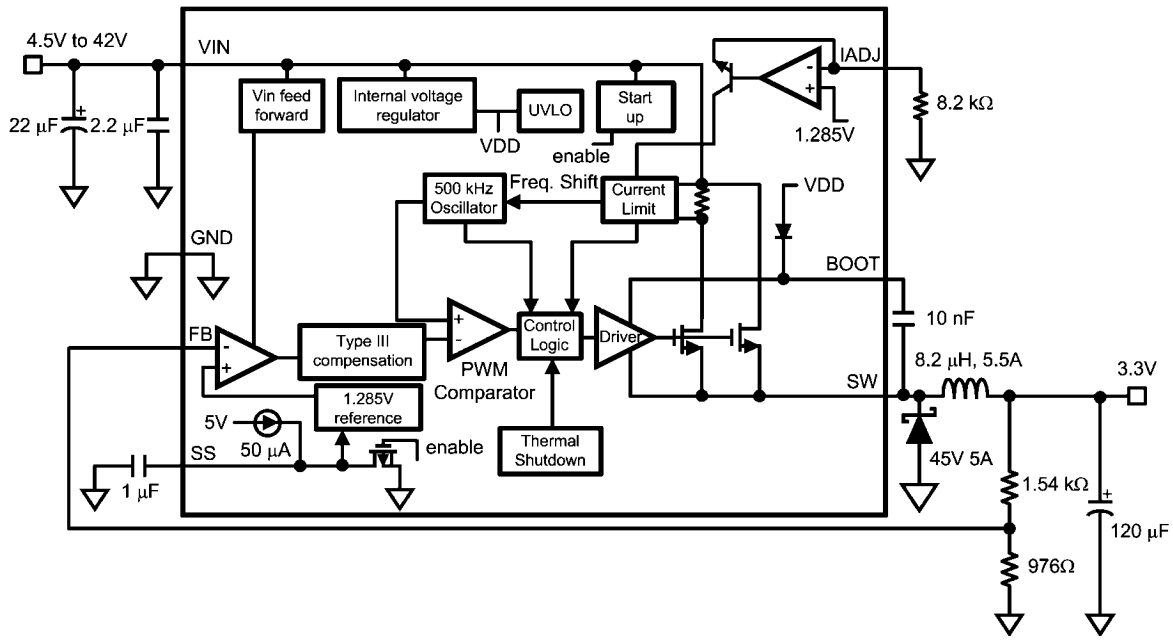 4.5V to 42V
VIN
IADJ
Vin feed
forward
Internal voltage
regulator
UVLO
Start
up
-
+
8.2 kΩ
+
22 μF
2.2 μF
VDD
enable
1.285V
500 kHz
Oscillator
Freq. Shift
Current
Limit
VDD
GND
BOOT
FB
-
+
Type III
compensation
+
-
PWM
Comparator
Control
Logic
Driver
10 nF
8.2 μH, 5.5A
3.3V
SW
1.285V
reference
5V
50 μA
SS
enable
Thermal
Shutdown
45V 5A
1 μF
1.54 kΩ
+
120 μF
976Ω